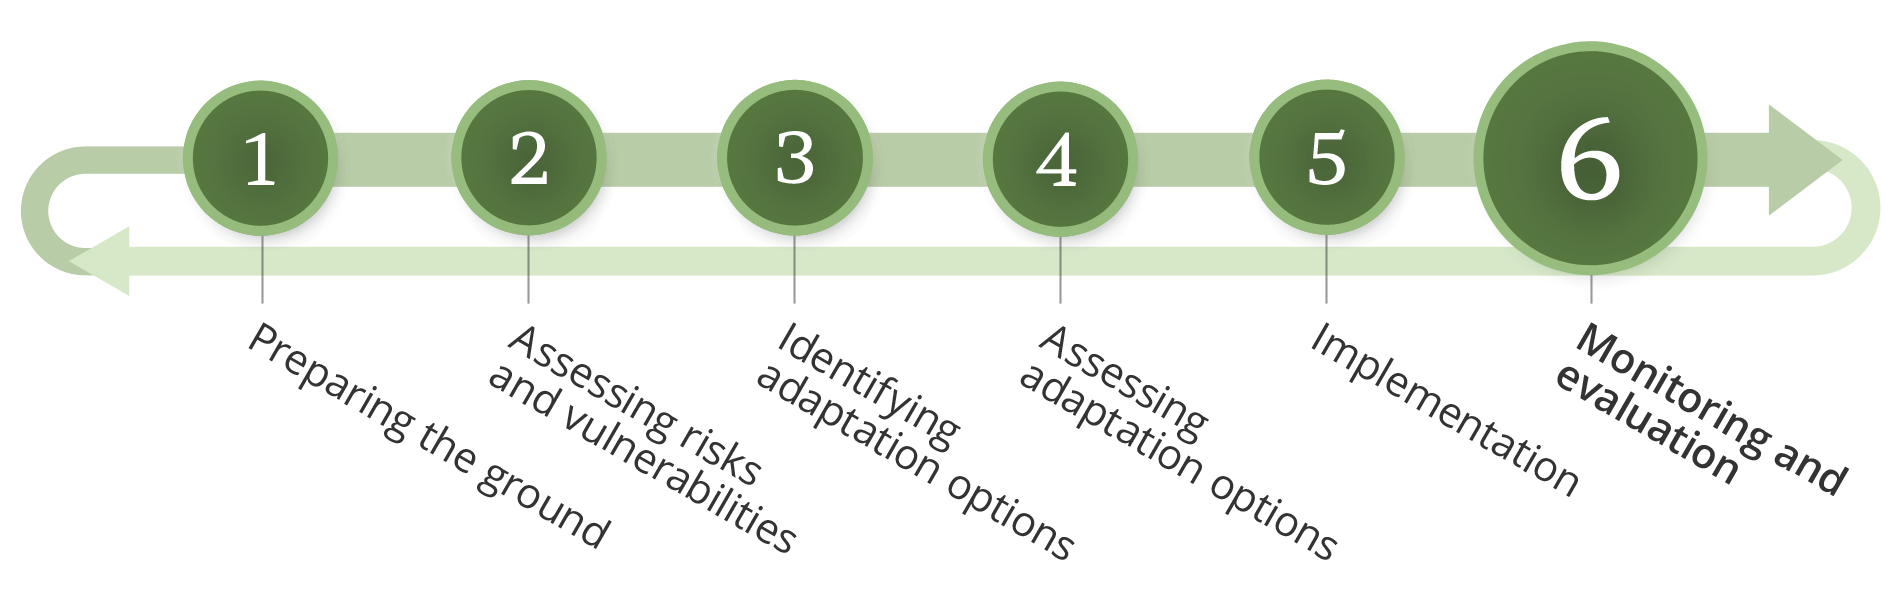 1
2
3
4
5
6
Preparing the ground
Assessing risks
and vulnerabilities
Identifying
adaptation options
Assessing
adaptation options
Implementation
Monitoring and
evaluation